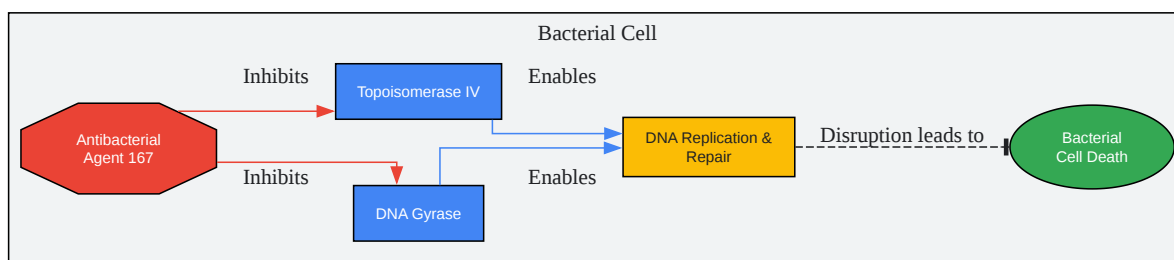 Bacterial Cell
Inhibits
Enables
Topoisomerase IV
Antibacterial
Agent 167
DNA Replication &
Repair
Disruption leads to
Bacterial
Cell Death
Inhibits
Enables
DNA Gyrase